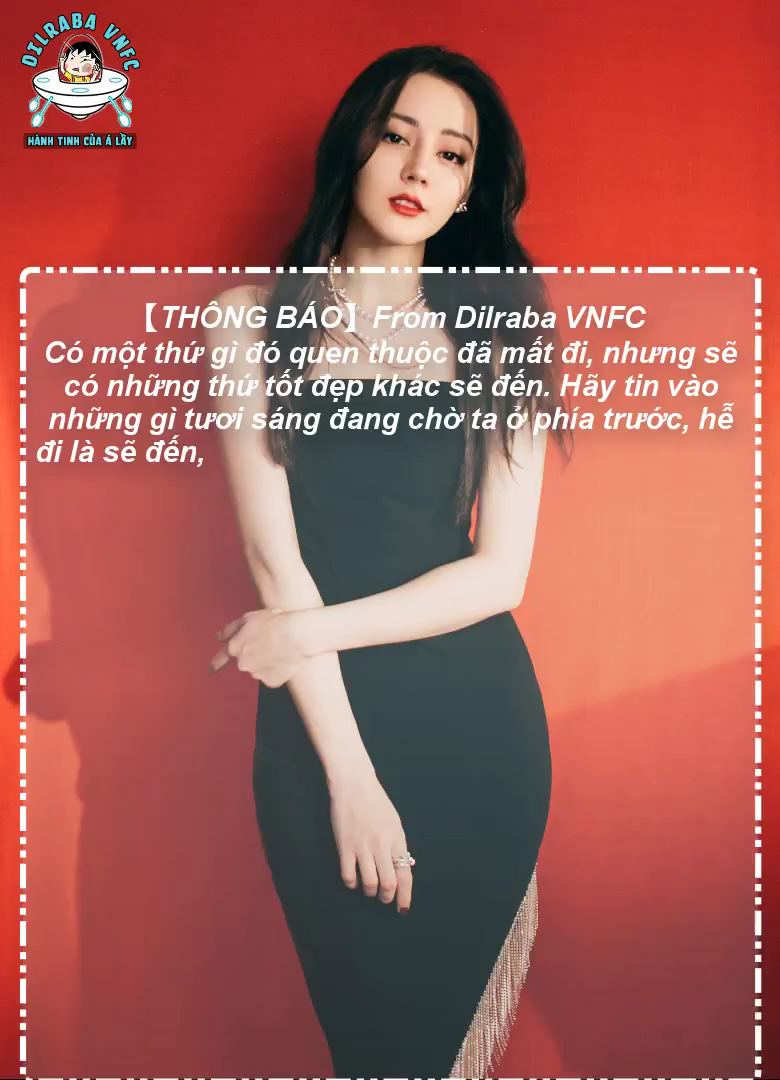 DILRABA VNFC
HÀNH TINH CỦA Á LẦY
【THÔNG BÁO】From Dilraba VNFC
Có một thứ gì đó quen thuộc đã mất đi, nhưng sẽ
có những thứ tốt đẹp khác sẽ đến. Hãy tin vào
những gì tươi sáng đang chờ ta ở phía trước, hễ
đi là sẽ đến,